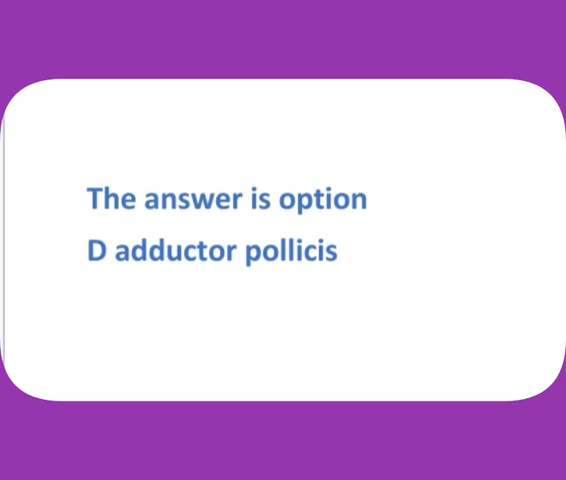 The answer is option
D adductor pollicis